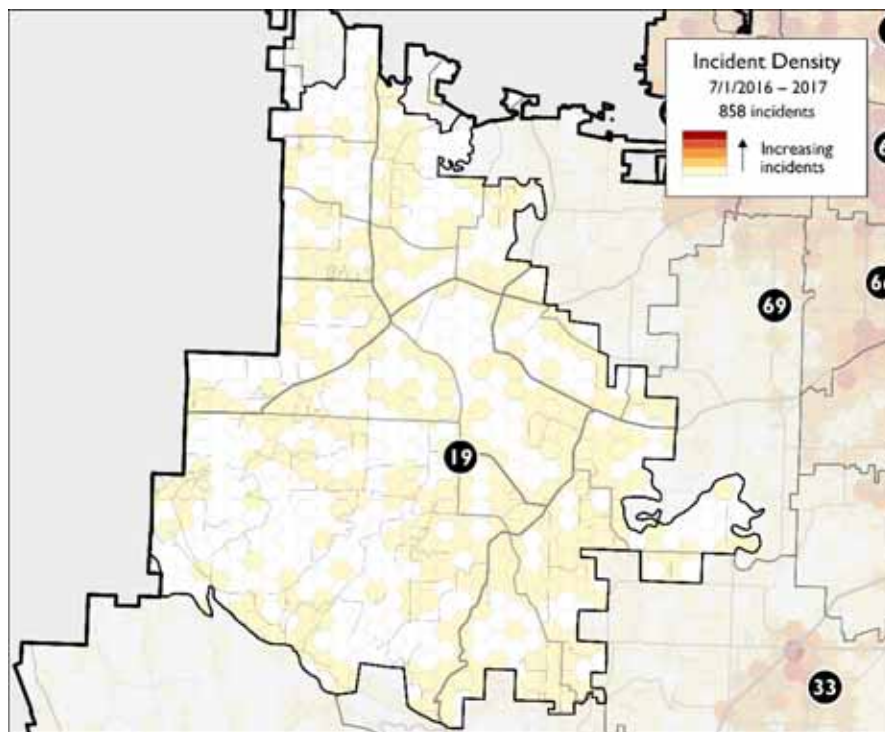 Incident Density
7/1/2016 – 2017
858 incidents
Increasing
incidents
69
19
33